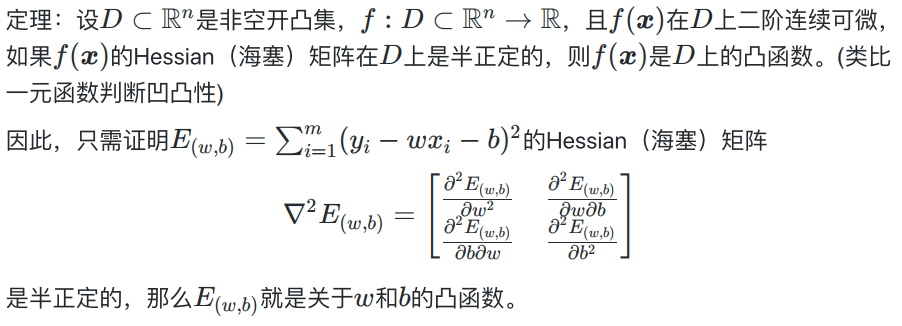 定理：设$D \subset \mathbb{R}^n$是非空开凸集，$f : D \subset \mathbb{R}^n \to \mathbb{R}$，且$f(\boldsymbol{x})$在$D$上二阶连续可微，
如果$f(\boldsymbol{x})$的Hessian（海塞）矩阵在$D$上是半正定的，则$f(\boldsymbol{x})$是$D$上的凸函数。(类比
一元函数判断凹凸性)
因此，只需证明$E_{(w,b)} = \sum_{i=1}^{m} (y_i - wx_i - b)^2$的Hessian（海塞）矩阵
$\nabla^2 E_{(w,b)} = \begin{bmatrix} \frac{\partial^2 E_{(w,b)}}{\partial w^2} & \frac{\partial^2 E_{(w,b)}}{\partial w \partial b} \\ \frac{\partial^2 E_{(w,b)}}{\partial b \partial w} & \frac{\partial^2 E_{(w,b)}}{\partial b^2} \end{bmatrix}$
是半正定的，那么$E_{(w,b)}$就是关于$w$和$b$的凸函数。